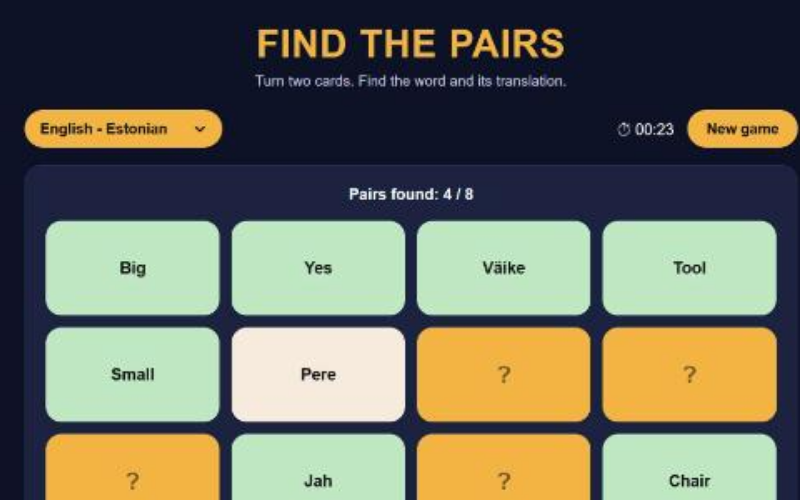 FIND THE PAIRS
Turn two cards. Find the word and its translation.
English - Estonian
00:23
New game
Pairs found: 4 / 8
Big
Yes
Väike
Tool
Small
Pere
?
?
?
Jah
?
Chair